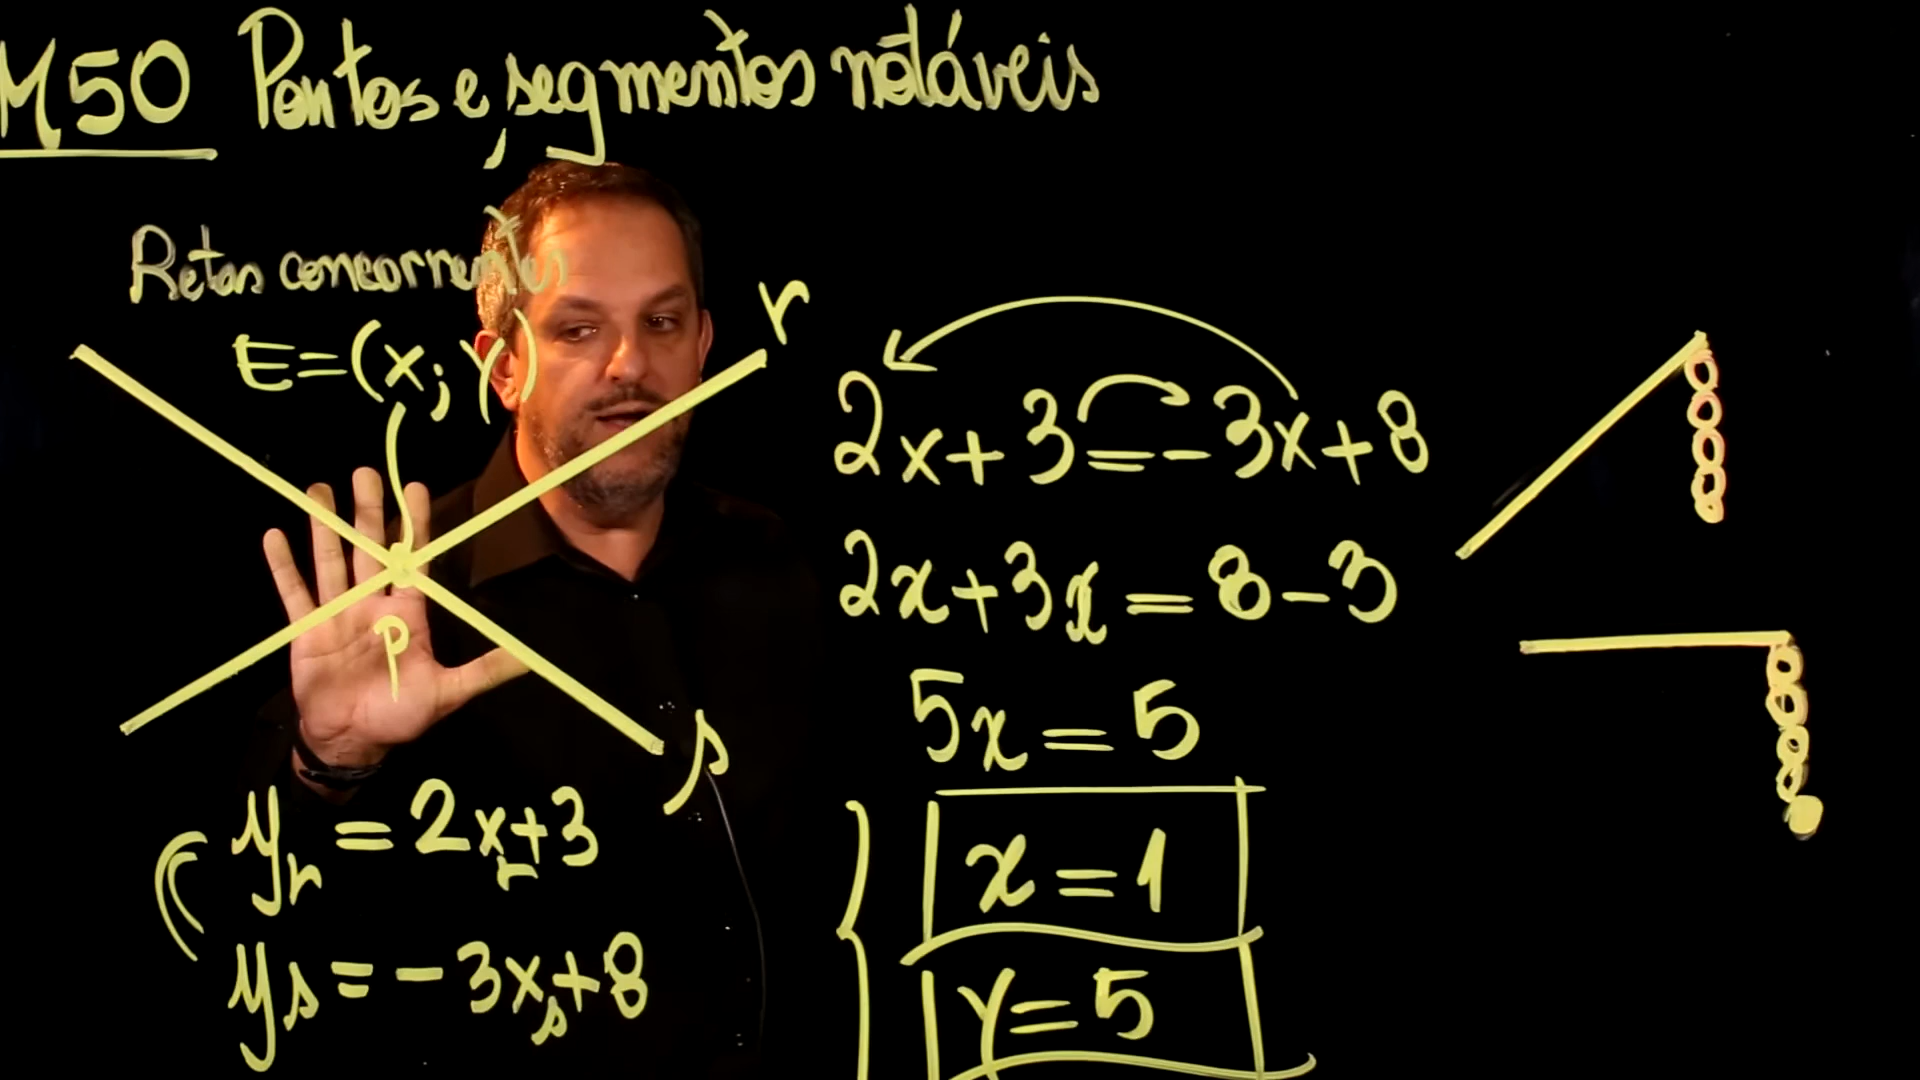 M50 Pontos e segmentos notáveis
Retas concorrentes
E=(x; y)
r
P
s
yr = 2xr+3
ys = -3xs+8
2x+3=-3x+8
2x+3x=8-3
5x=5
x=1
y=5